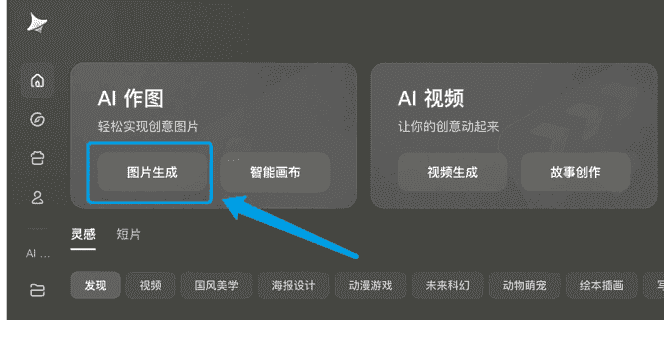 AI 作图
轻松实现创意图片
图片生成
智能画布
AI 视频
让你的创意动起来
视频生成
故事创作
灵感
短片
AI ...
发现
视频
国风美学
海报设计
动漫游戏
未来科幻
动物萌宠
绘本插画